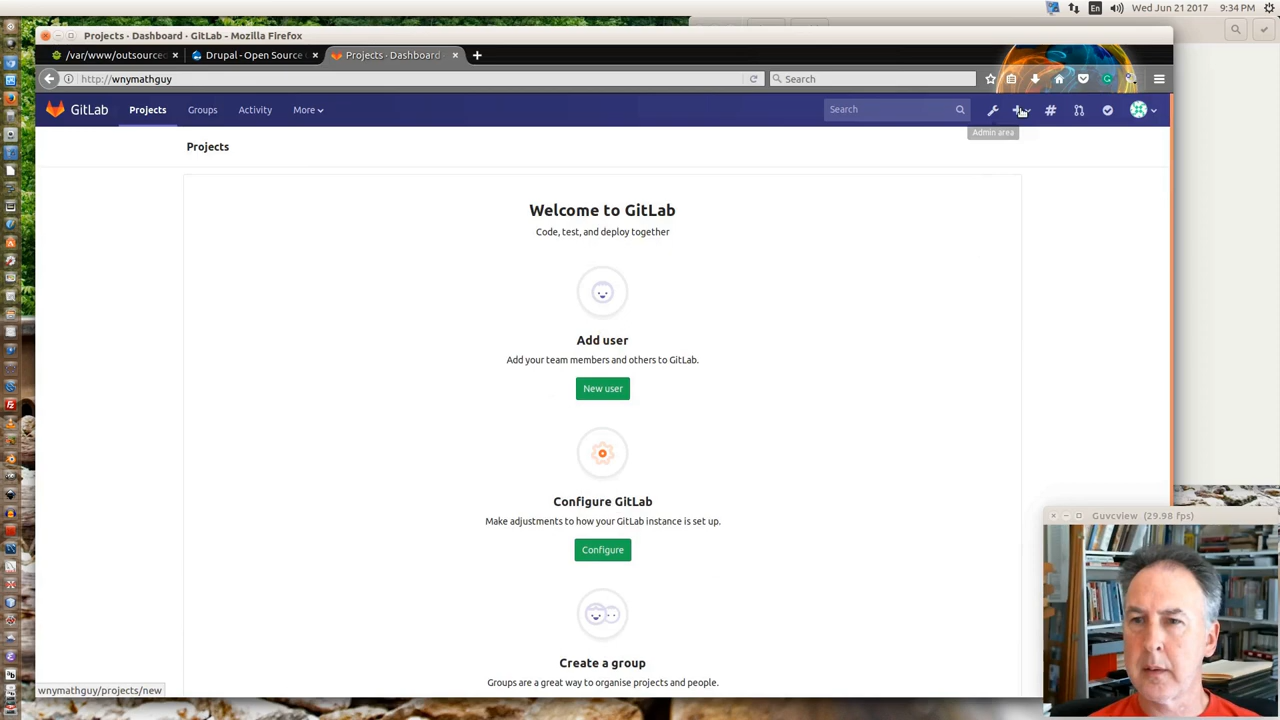 En
Wed Jun 21 2017
9:34 PM
Projects · Dashboard · GitLab - Mozilla Firefox
/var/www/outsourced
Drupal - Open Source
Projects · Dashboard
http://wnymathguy
Search
GitLab
Projects
Groups
Activity
More
Search
Admin area
Projects
Welcome to GitLab
Code, test, and deploy together
Add user
Add your team members and others to GitLab.
New user
Configure GitLab
Make adjustments to how your GitLab instance is set up.
Configure
Guvcview (29.98 fps)
Create a group
Groups are a great way to organise projects and people.
wnymathguy/projects/new